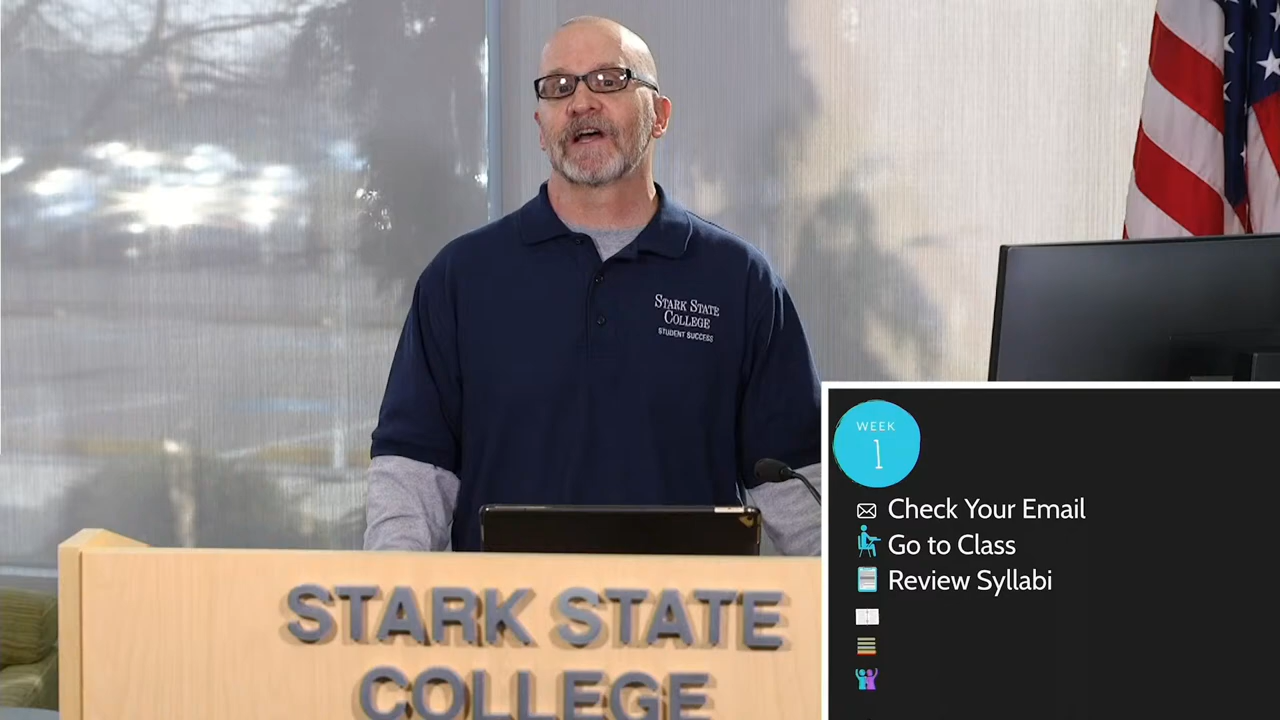 STARK STATE
COLLEGE
STUDENT SUCCESS
STARK STATE
COLLEGE
WEEK
1
Check Your Email
Go to Class
Review Syllabi